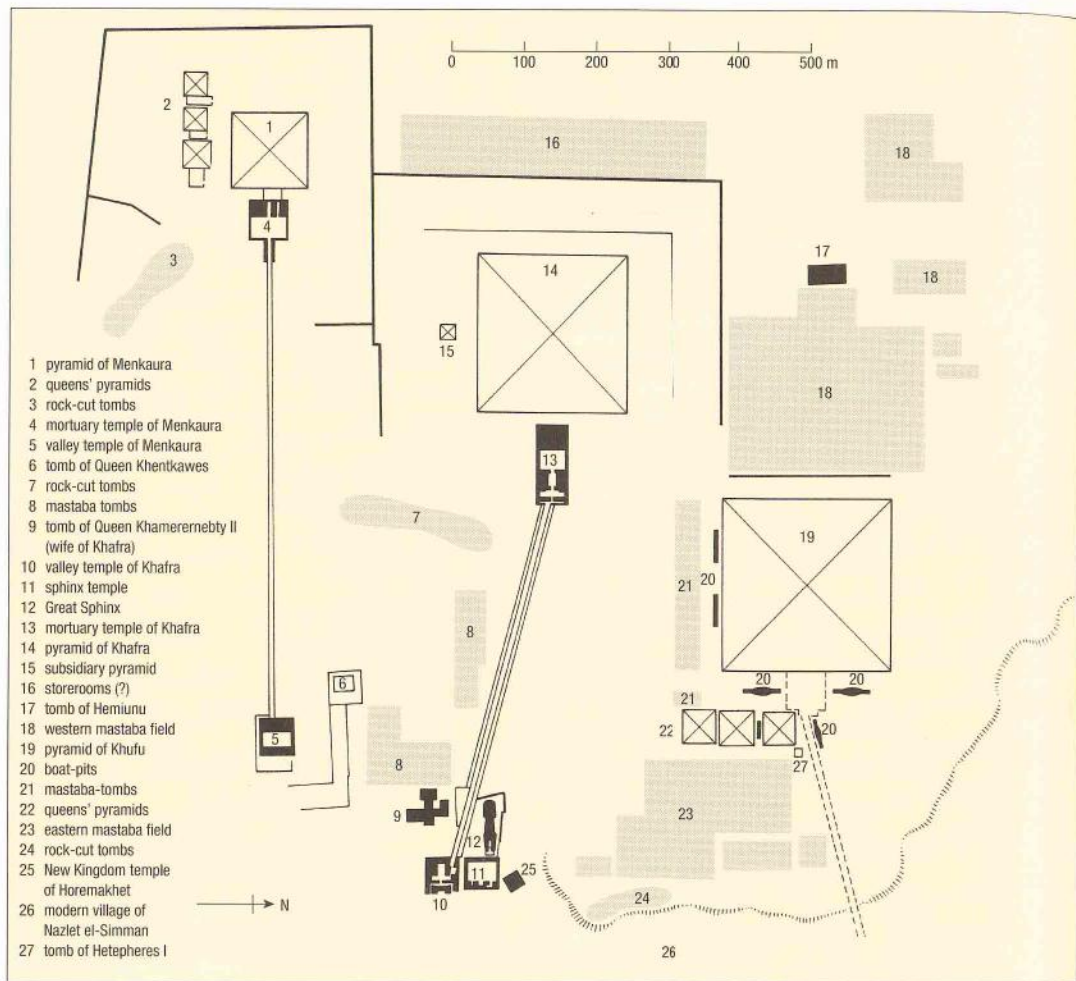 0 100 200 300 400 500 m
2
1
16
18
4
17
3
14
18
15
18
13
7
19
21
20
8
6
20
20
21
22
20
5
27
8
23
9
12
11
25
10
24
26
1 pyramid of Menkaura
2 queens' pyramids
3 rock-cut tombs
4 mortuary temple of Menkaura
5 valley temple of Menkaura
6 tomb of Queen Khentkawes
7 rock-cut tombs
8 mastaba tombs
9 tomb of Queen Khamerernebty II
(wife of Khafra)
10 valley temple of Khafra
11 sphinx temple
12 Great Sphinx
13 mortuary temple of Khafra
14 pyramid of Khafra
15 subsidiary pyramid
16 storerooms (?)
17 tomb of Hemiunu
18 western mastaba field
19 pyramid of Khufu
20 boat-pits
21 mastaba-tombs
22 queens' pyramids
23 eastern mastaba field
24 rock-cut tombs
25 New Kingdom temple
of Horemakhet
26 modern village of
Nazlet el-Simman
27 tomb of Hetepheres I
N